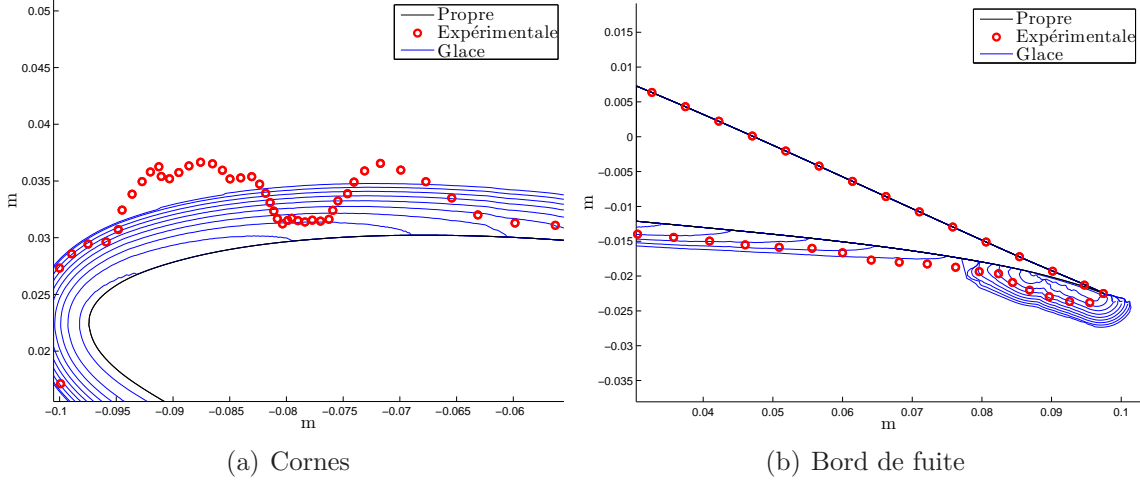 0.05
0.045
0.04
0.035
0.03
0.025
0.02
m
−0.1
−0.095
−0.09
−0.085
−0.08
−0.075
−0.07
−0.065
−0.06
m
Propre
Expérimentale
Glace
(a) Cornes
0.015
0.01
0.005
0
−0.005
−0.01
−0.015
−0.02
−0.025
−0.03
−0.035
m
0.04
0.05
0.06
0.07
0.08
0.09
0.1
m
Propre
Expérimentale
Glace
(b) Bord de fuite